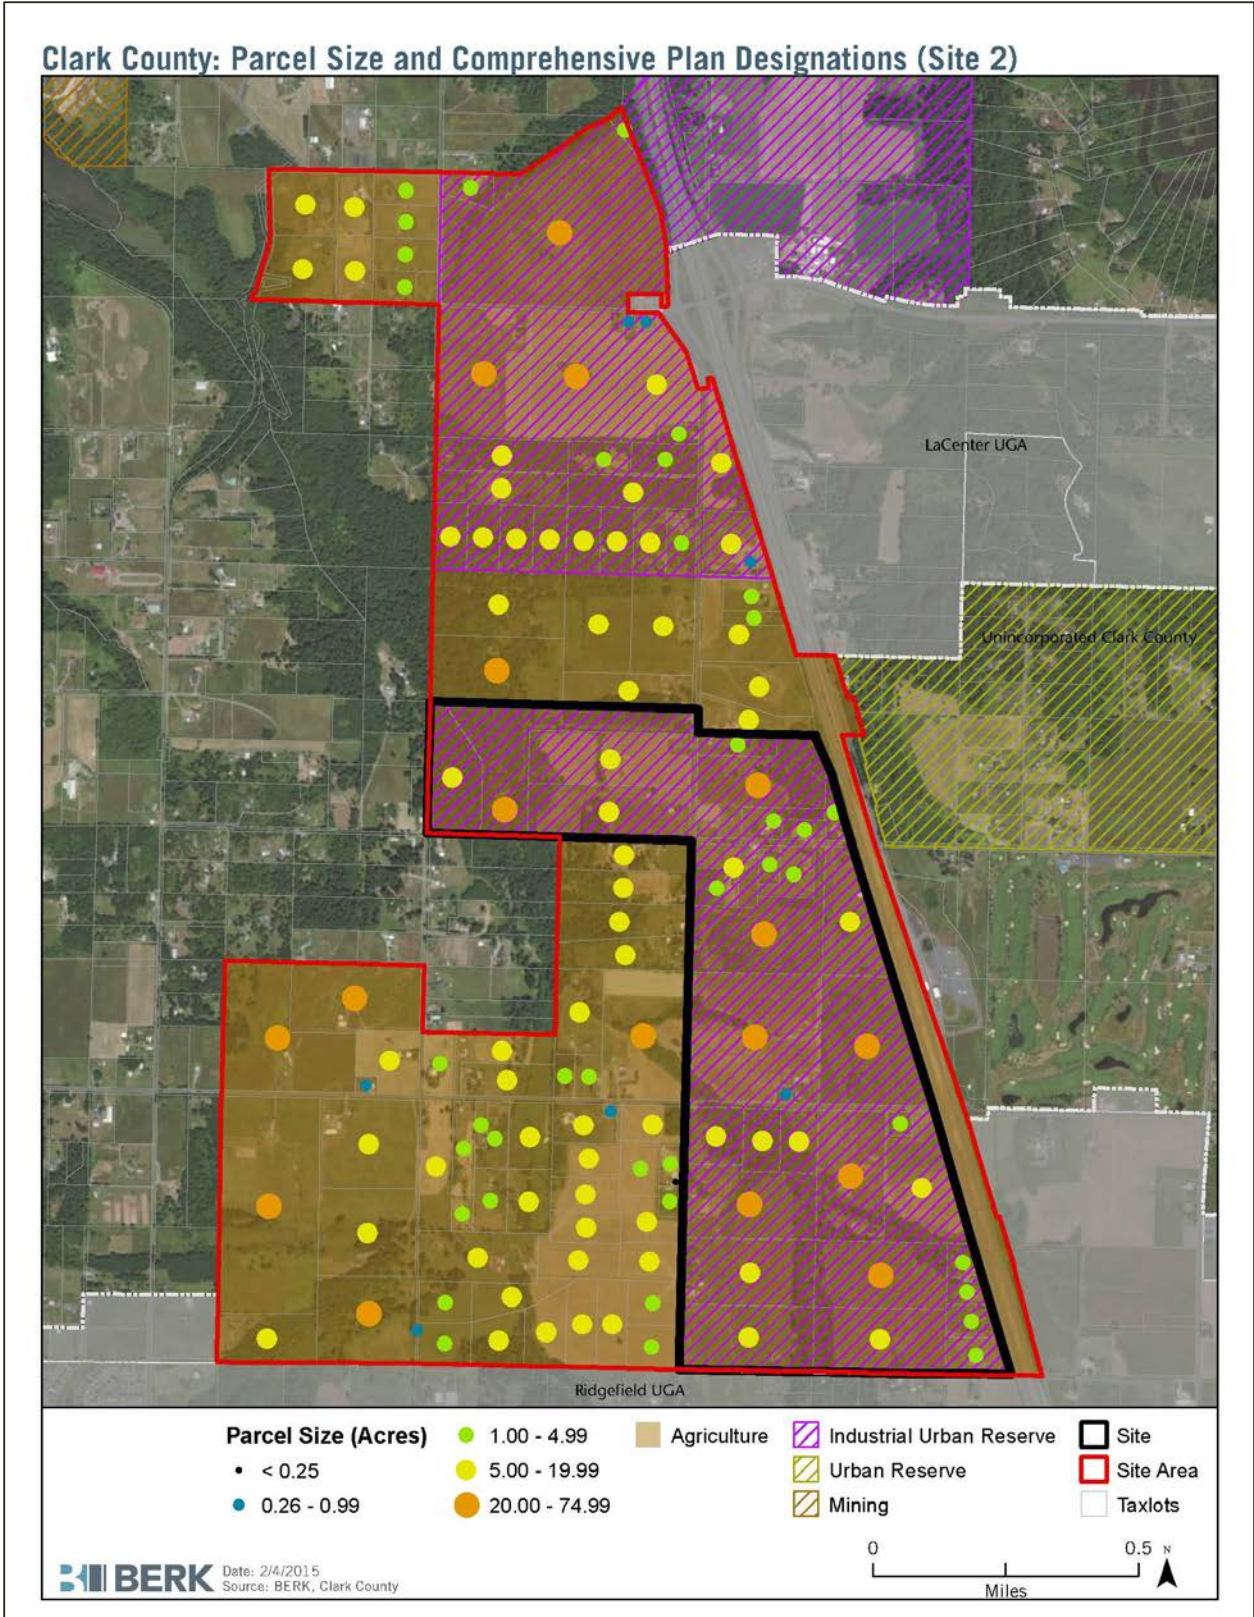 Clark County: Parcel Size and Comprehensive Plan Designations (Site 2)
LaCenter UGA
Unincorporated Clark County
Ridgefield UGA
Parcel Size (Acres)
< 0.25
0.26 - 0.99
1.00 - 4.99
5.00 - 19.99
20.00 - 74.99
Agriculture
Industrial Urban Reserve
Urban Reserve
Mining
Site
Site Area
Taxlots
BERK
Date: 2/4/2015
Source: BERK, Clark County
0 0.5 N
Miles